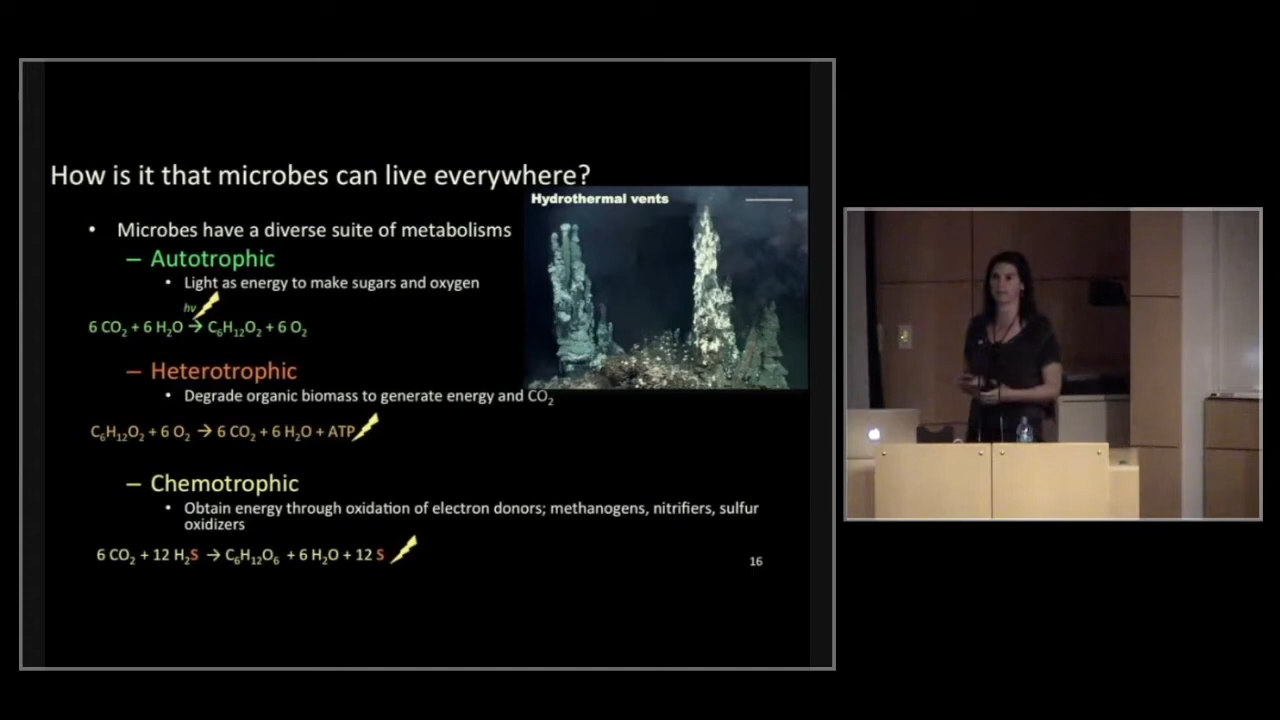 How is it that microbes can live everywhere?
Hydrothermal vents
• Microbes have a diverse suite of metabolisms
– Autotrophic
• Light as energy to make sugars and oxygen
hv
6 CO₂ + 6 H₂O → C₆H₁₂O₂ + 6 O₂
– Heterotrophic
• Degrade organic biomass to generate energy and CO₂
C₆H₁₂O₂ + 6 O₂ → 6 CO₂ + 6 H₂O + ATP
– Chemotrophic
• Obtain energy through oxidation of electron donors; methanogens, nitrifiers, sulfur
oxidizers
6 CO₂ + 12 H₂S → C₆H₁₂O₆ + 6 H₂O + 12 S
16